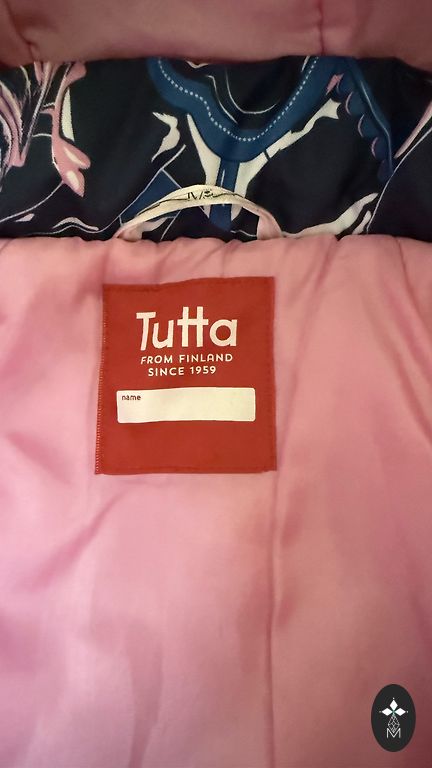 Tutta
FROM FINLAND
SINCE 1959
name
M